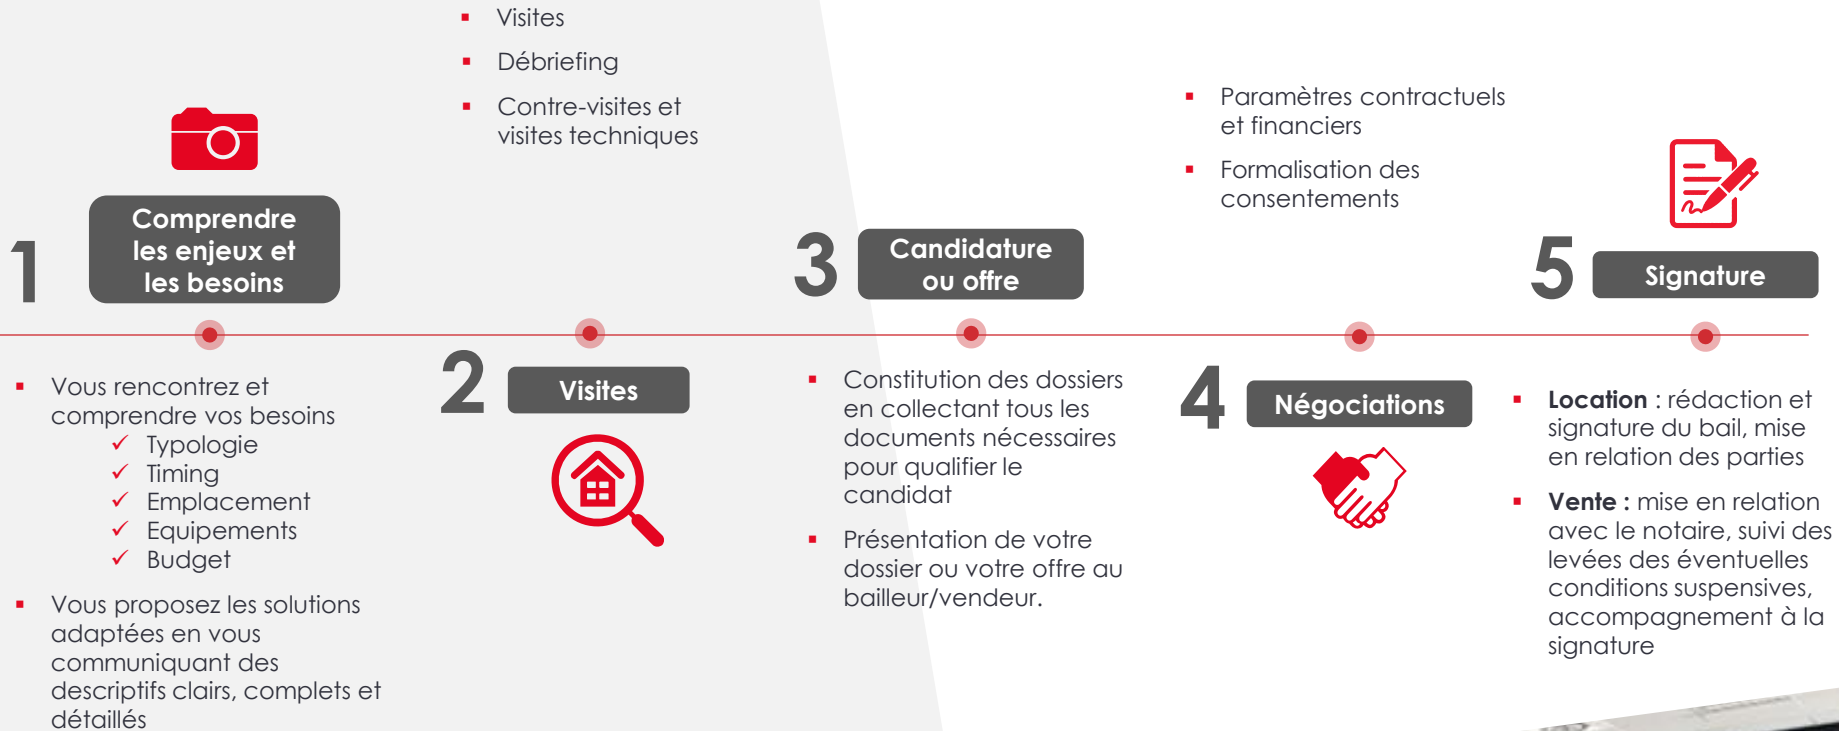 1
Comprendre
les enjeux et
les besoins
Vous rencontrez et
comprendre vos besoins
Typologie
Timing
Emplacement
Equipements
Budget
Vous proposez les solutions
adaptées en vous
communiquant des
descriptifs clairs, complets et
détaillés
Visites
Débriefing
Contre-visites et
visites techniques
2
Visites
3
Candidature
ou offre
Constitution des dossiers
en collectant tous les
documents nécessaires
pour qualifier le
candidat
Présentation de votre
dossier ou votre offre au
bailleur/vendeur.
Paramètres contractuels
et financiers
Formalisation des
consentements
4
Négociations
5
Signature
Location : rédaction et
signature du bail, mise
en relation des parties
Vente : mise en relation
avec le notaire, suivi des
levées des éventuelles
conditions suspensives,
accompagnement à la
signature